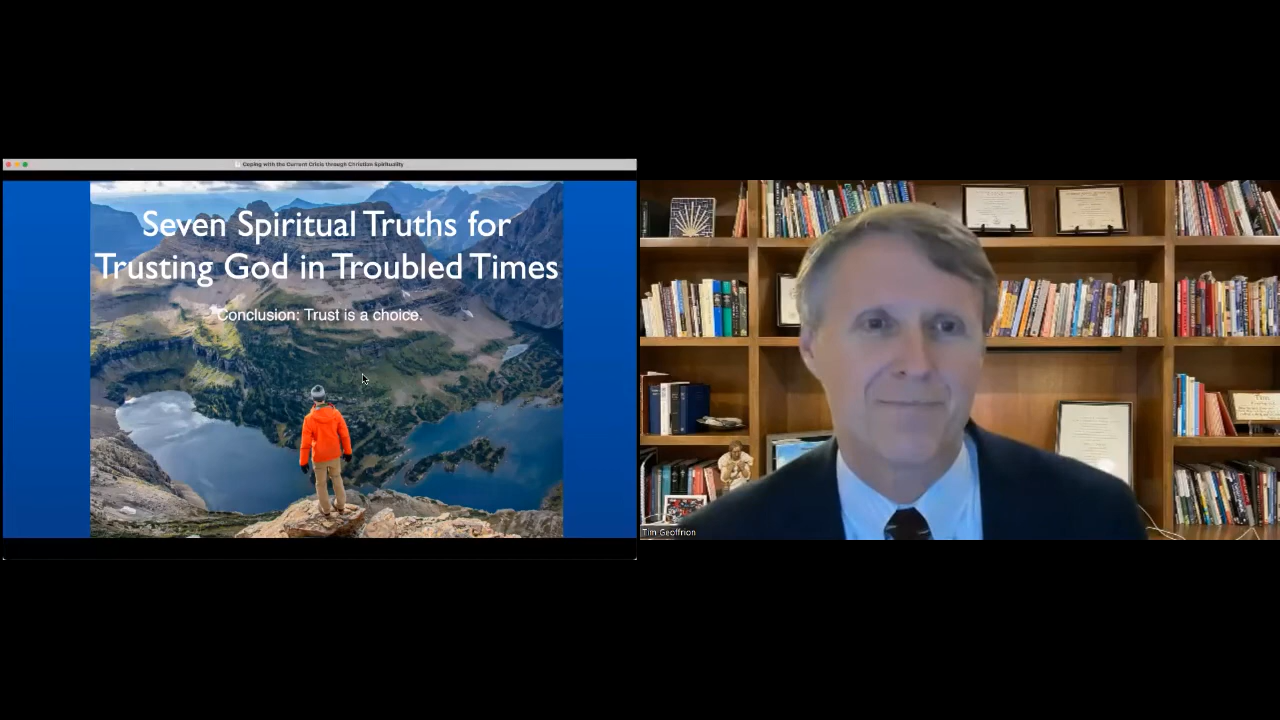 Coping with the Current Crisis through Christian Spirituality
Seven Spiritual Truths for
Trusting God in Troubled Times
Conclusion: Trust is a choice.
Tim Geoffrion